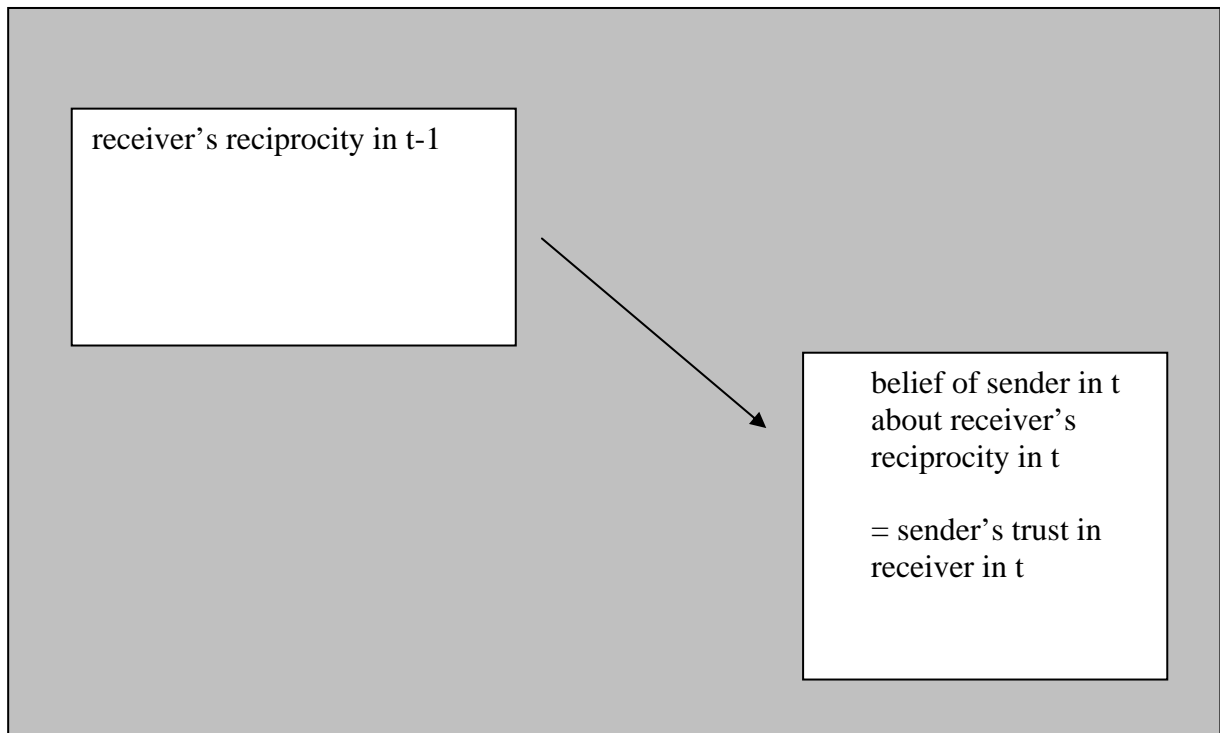 receiver’s reciprocity in t-1
belief of sender in t
about receiver’s
reciprocity in t
= sender’s trust in
receiver in t